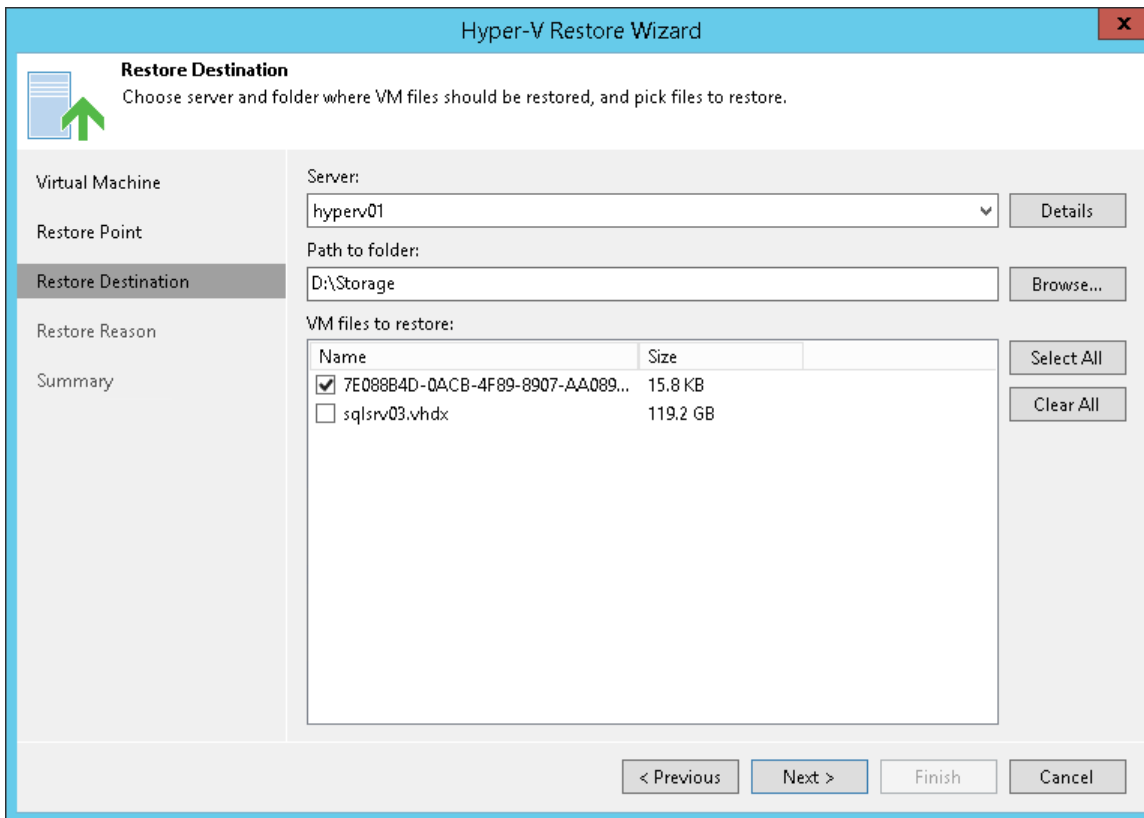 Hyper-V Restore Wizard
x
Restore Destination
Choose server and folder where VM files should be restored, and pick files to restore.
Virtual Machine
Restore Point
Restore Destination
Restore Reason
Summary
Server:
hyperv01
Details
Path to folder:
D:\Storage
Browse...
VM files to restore:
Name Size
7E088B4D-0ACB-4F89-8907-AA089... 15.8 KB
sqlsrv03.vhdx 119.2 GB
Select All
Clear All
< Previous Next > Finish Cancel